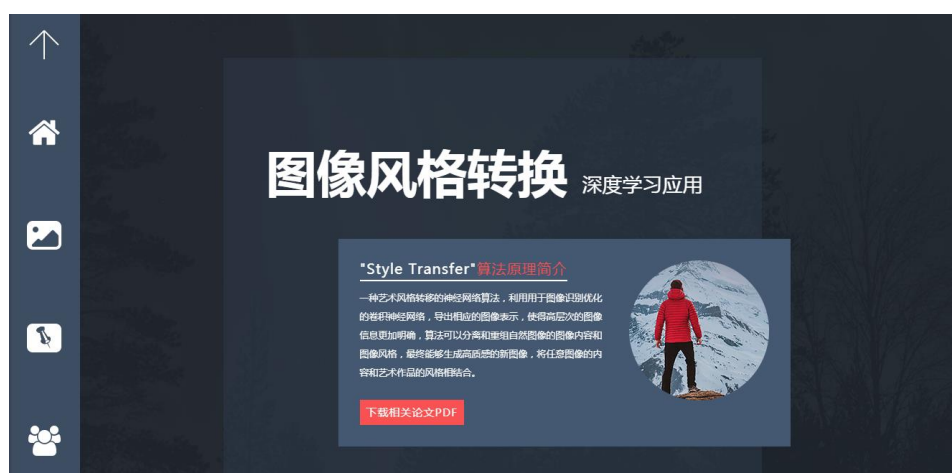 图像风格转换 深度学习应用
"Style Transfer"算法原理简介
一种艺术风格转移的神经网络算法，利用用于图像识别优化
的卷积神经网络，导出相应的图像表示，使得高层次的图像
信息更加明确，算法可以分离和重组自然图像的图像内容和
图像风格，最终能够生成高质感的新图像，将任意图像的内
容和艺术作品的风格相结合。
下载相关论文PDF